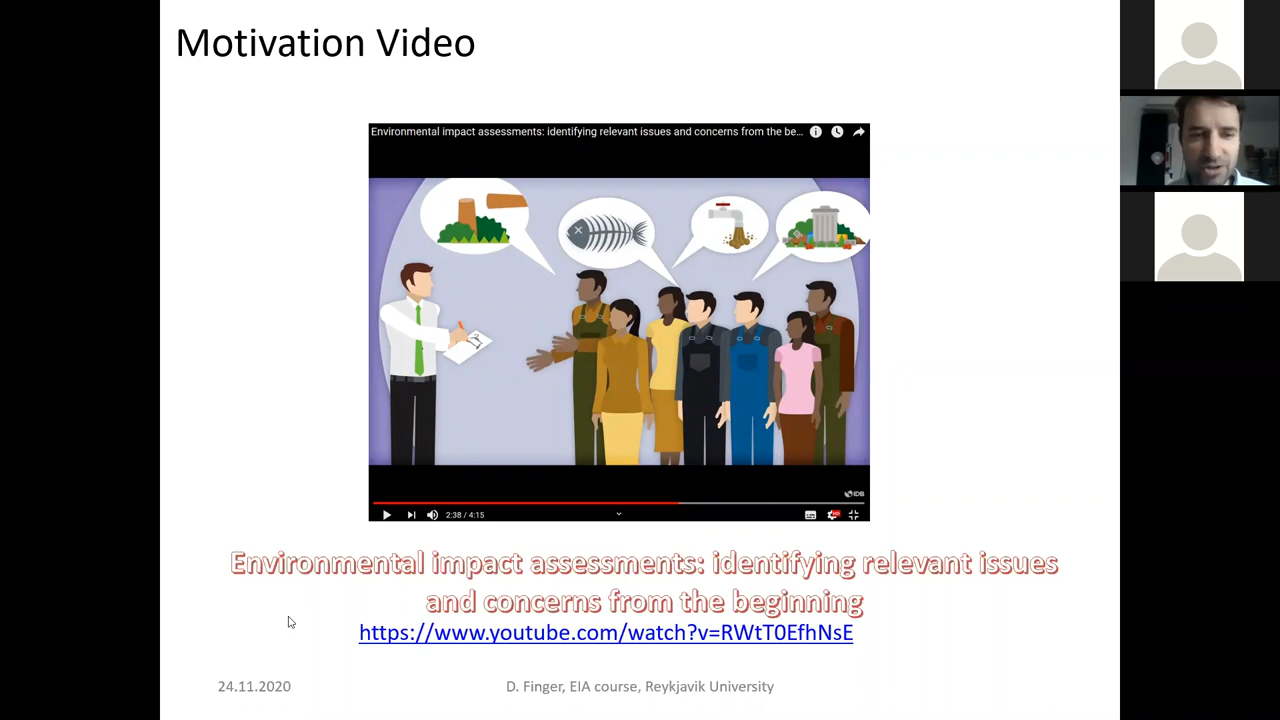 Motivation Video
Environmental impact assessments: identifying relevant issues and concerns from the be...
IDB
2:38 / 4:15
HD
Environmental impact assessments: identifying relevant issues
and concerns from the beginning
https://www.youtube.com/watch?v=RWtT0EfhNsE
24.11.2020
D. Finger, EIA course, Reykjavik University